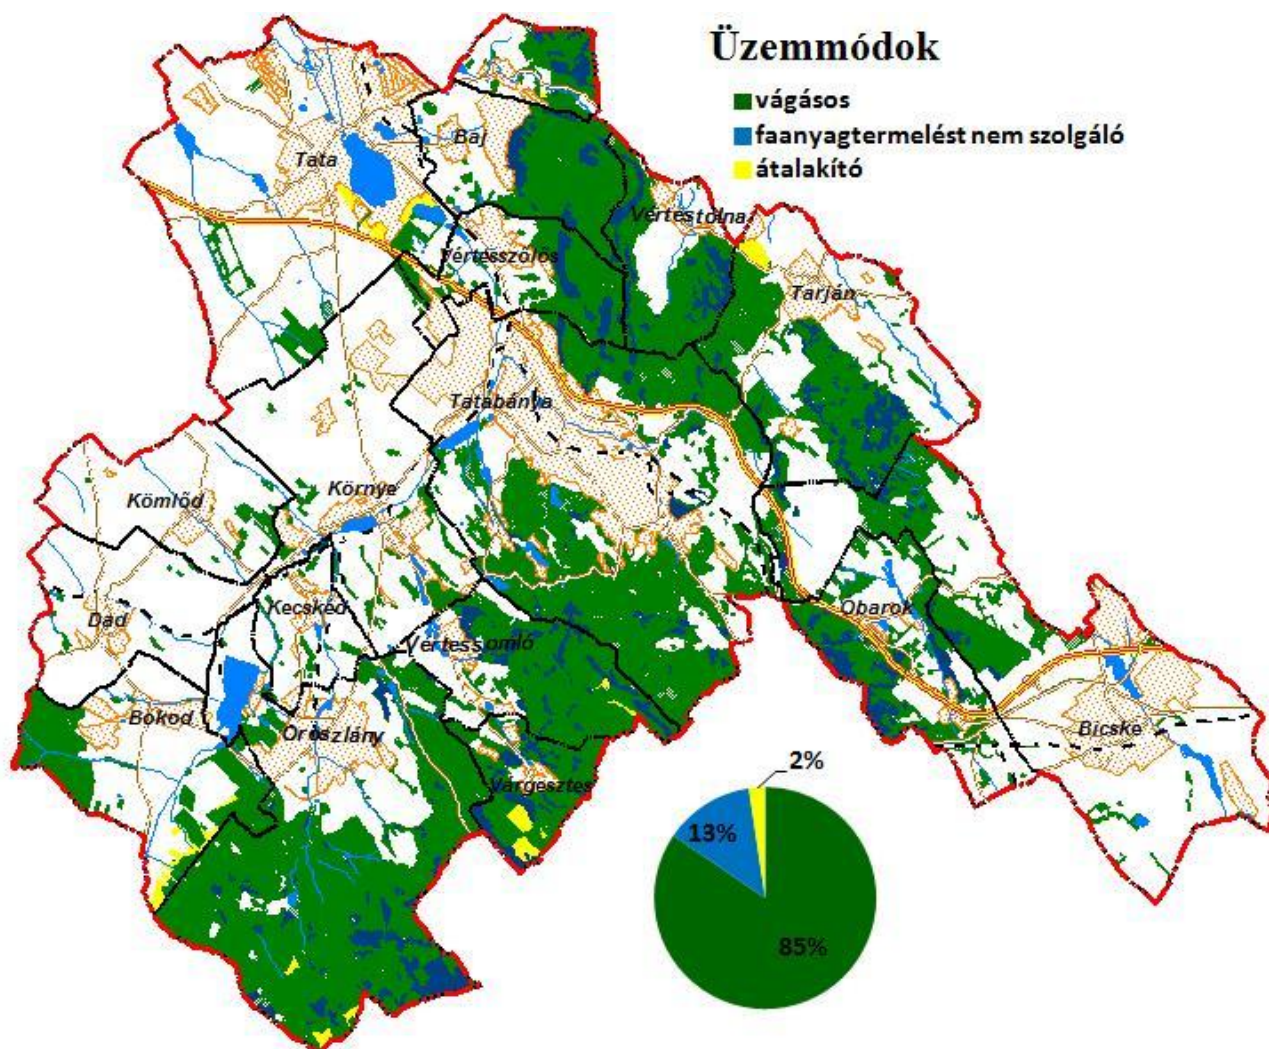 Üzemmódok
vágásos
faanyagtermelést nem szolgáló
átalakító
Baj
Tata
Vértestolna
Vértesszőlős
Tarján
Tatabánya
Környe
Kömlőd
Kecskéd
Obarok
Dad
Vértessomló
Bokod
Oroszlány
Bicske
Várgesztes
2%
13%
85%